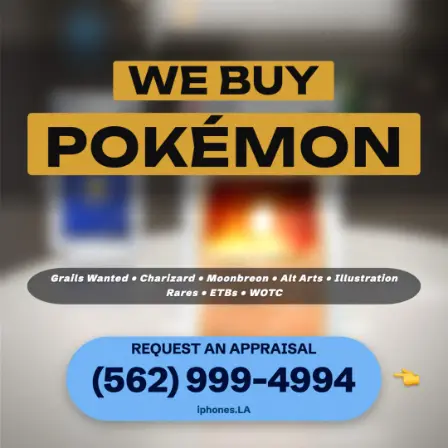 WE BUY
POKÉMON
Grails Wanted • Charizard • Moonbreon • Alt Arts • Illustration
Rares • ETBs • WOTC
REQUEST AN APPRAISAL
(562) 999-4994
iphones.LA